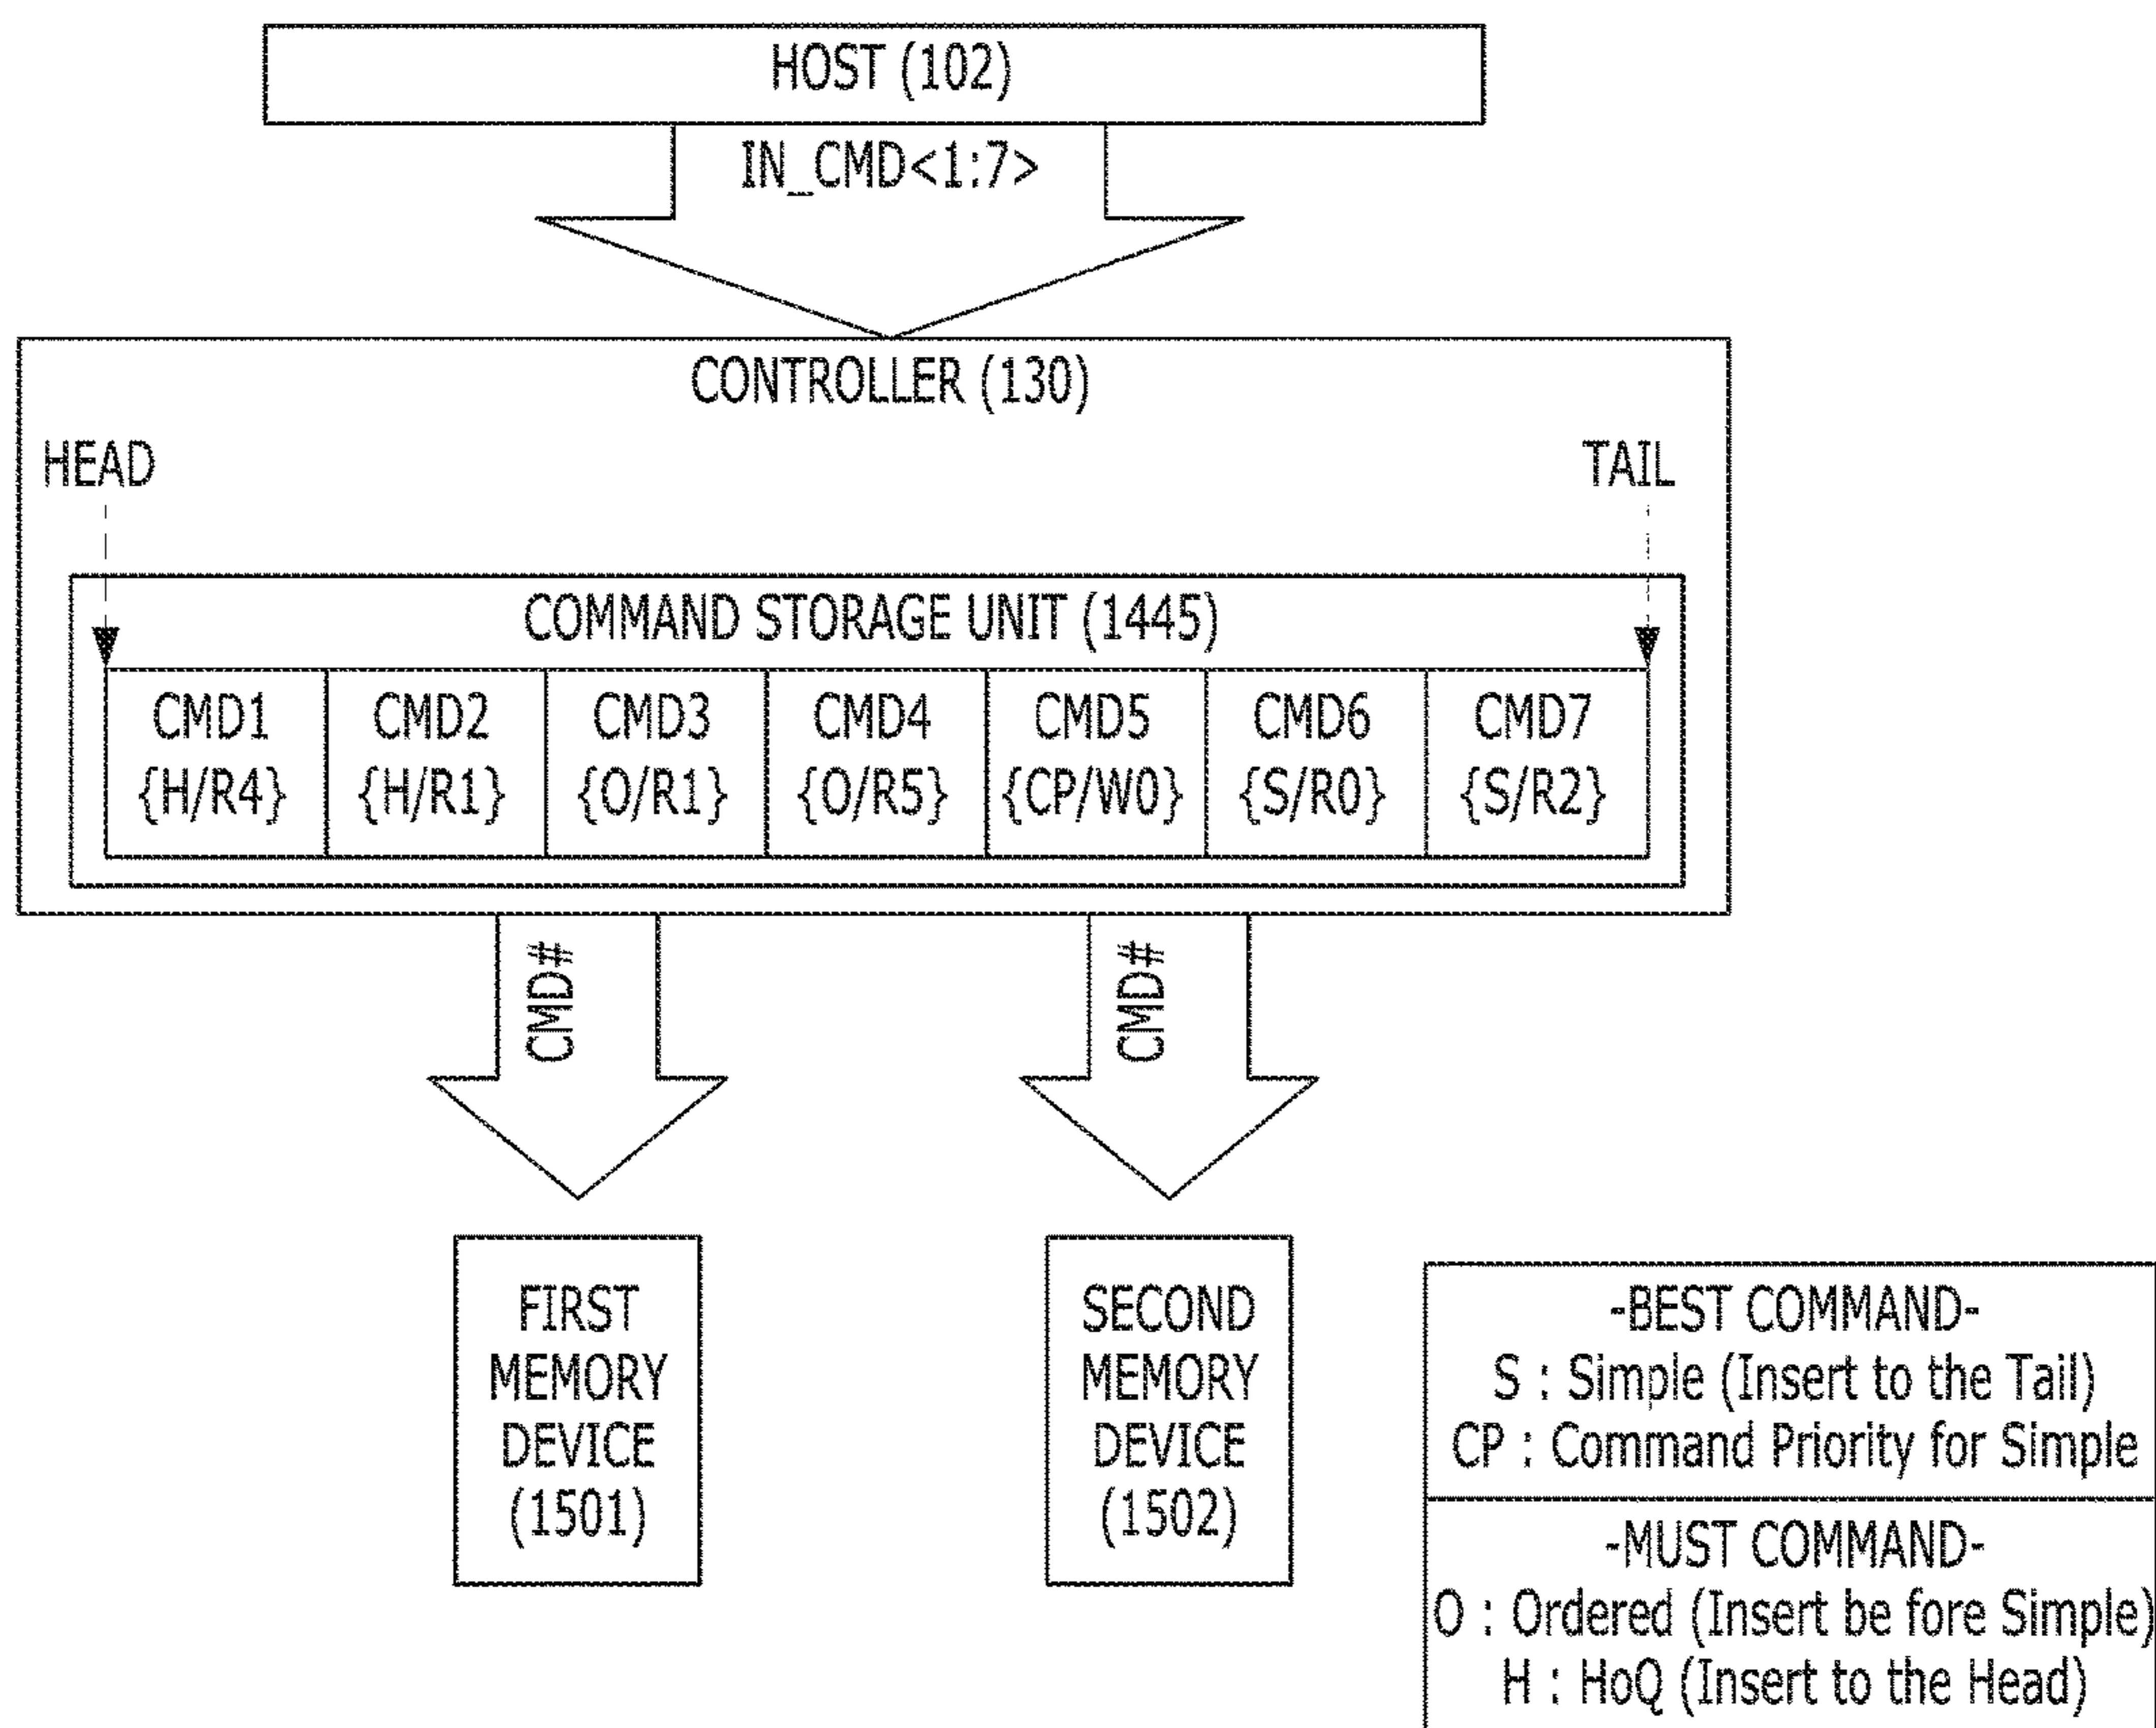 HOST (102)
IN_CMD<1:7>
CONTROLLER (130)
HEAD
TAIL
COMMAND STORAGE UNIT (1445)
CMD1 CMD2 CMD3 CMD4 CMD5 CMD6 CMD7
{H/R4} {H/R1} {O/R1} {O/R5} {CP/W0} {S/R0} {S/R2}
CMD#
CMD#
FIRST
MEMORY
DEVICE
(1501)
SECOND
MEMORY
DEVICE
(1502)
-BEST COMMAND-
S : Simple (Insert to the Tail)
CP : Command Priority for Simple
-MUST COMMAND-
O : Ordered (Insert be fore Simple)
H : HoQ (Insert to the Head)